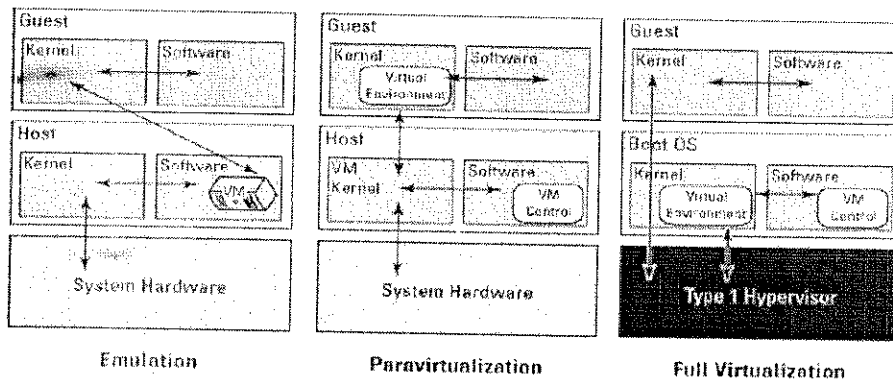 Guest
Kernel
Software
Host
Kernel
Software
VM
System Hardware
Emulation
Guest
Kernel
Software
Virtual
Environment
Host
VM
Kernel
Software
VM
Control
System Hardware
Paravirtualization
Guest
Kernel
Software
Boot OS
Kernel
Software
Virtual
Environment
VM
Control
Type 1 Hypervisor
Full Virtualization